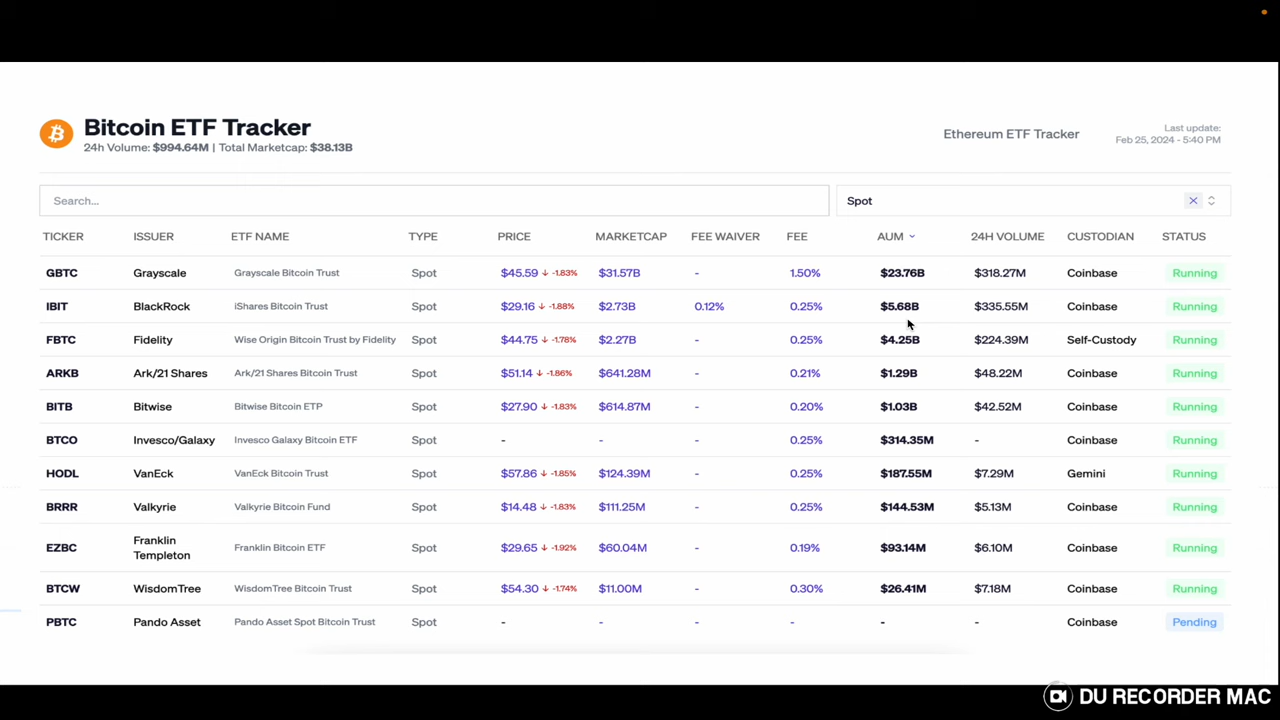 Bitcoin ETF Tracker
24h Volume: $994.64M | Total Marketcap: $38.13B
Ethereum ETF Tracker
Last update:
Feb 25, 2024 - 5:40 PM
Search...
Spot
TICKER ISSUER ETF NAME TYPE PRICE MARKETCAP FEE WAIVER FEE AUM 24H VOLUME CUSTODIAN STATUS
GBTC Grayscale Grayscale Bitcoin Trust Spot $45.59 ↓ -1.83% $31.57B - 1.50% $23.76B $318.27M Coinbase Running
IBIT BlackRock iShares Bitcoin Trust Spot $29.16 ↓ -1.88% $2.73B 0.12% 0.25% $5.68B $335.55M Coinbase Running
FBTC Fidelity Wise Origin Bitcoin Trust by Fidelity Spot $44.75 ↓ -1.78% $2.27B - 0.25% $4.25B $224.39M Self-Custody Running
ARKB Ark/21 Shares Ark/21 Shares Bitcoin Trust Spot $51.14 ↓ -1.86% $641.28M - 0.21% $1.29B $48.22M Coinbase Running
BITB Bitwise Bitwise Bitcoin ETP Spot $27.90 ↓ -1.83% $614.87M - 0.20% $1.03B $42.52M Coinbase Running
BTCO Invesco/Galaxy Invesco Galaxy Bitcoin ETF Spot - - - 0.25% $314.35M - Coinbase Running
HODL VanEck VanEck Bitcoin Trust Spot $57.86 ↓ -1.85% $124.39M - 0.25% $187.55M $7.29M Gemini Running
BRRR Valkyrie Valkyrie Bitcoin Fund Spot $14.48 ↓ -1.83% $111.25M - 0.25% $144.53M $5.13M Coinbase Running
EZBC Franklin Templeton Franklin Bitcoin ETF Spot $29.65 ↓ -1.92% $60.04M - 0.19% $93.14M $6.10M Coinbase Running
BTCW WisdomTree WisdomTree Bitcoin Trust Spot $54.30 ↓ -1.74% $11.00M - 0.30% $26.41M $7.18M Coinbase Running
PBTC Pando Asset Pando Asset Spot Bitcoin Trust Spot - - - - - - Coinbase Pending
DU RECORDER MAC